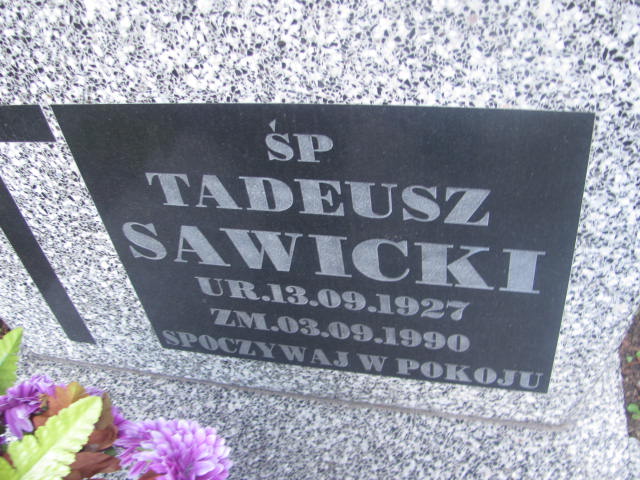 ŚP
TADEUSZ
SAWICKI
UR.13.09.1927
ZM.03.09.1990
SPOCZYWAJ W POKOJU